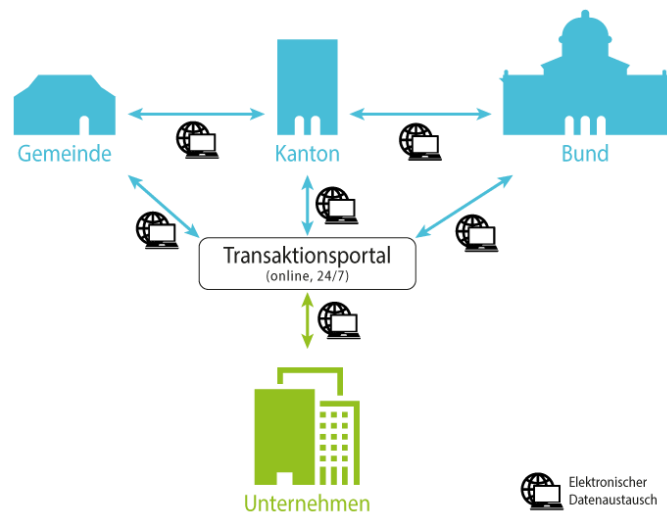 Gemeinde
Kanton
Bund
Transaktionsportal
(online, 24/7)
Unternehmen
Elektronischer
Datenaustausch